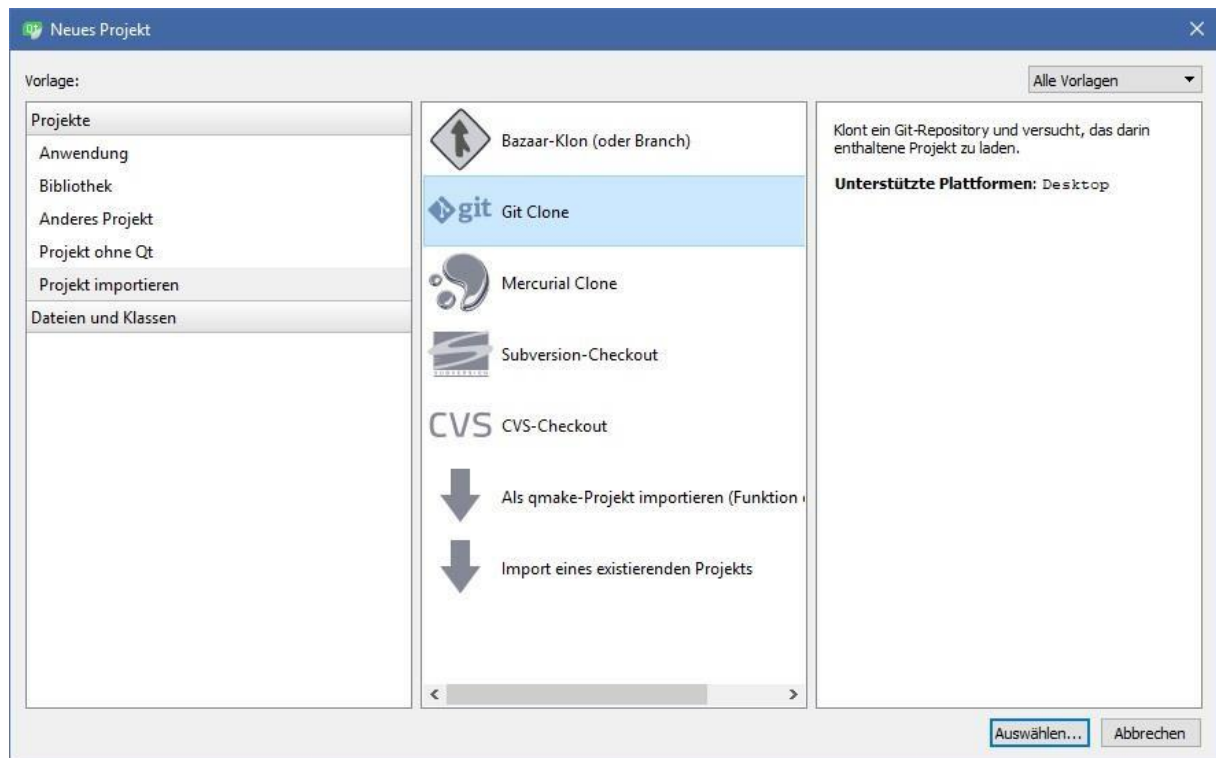 Neues Projekt
Vorlage:
Alle Vorlagen
Projekte
Anwendung
Bibliothek
Anderes Projekt
Projekt ohne Qt
Projekt importieren
Dateien und Klassen
Bazaar-Klon (oder Branch)
git Git Clone
Mercurial Clone
SUBVERSION Subversion-Checkout
CVS CVS-Checkout
Als qmake-Projekt importieren (Funktion
Import eines existierenden Projekts
Klont ein Git-Repository und versucht, das darin
enthaltene Projekt zu laden.
Unterstützte Plattformen: Desktop
Auswählen...
Abbrechen